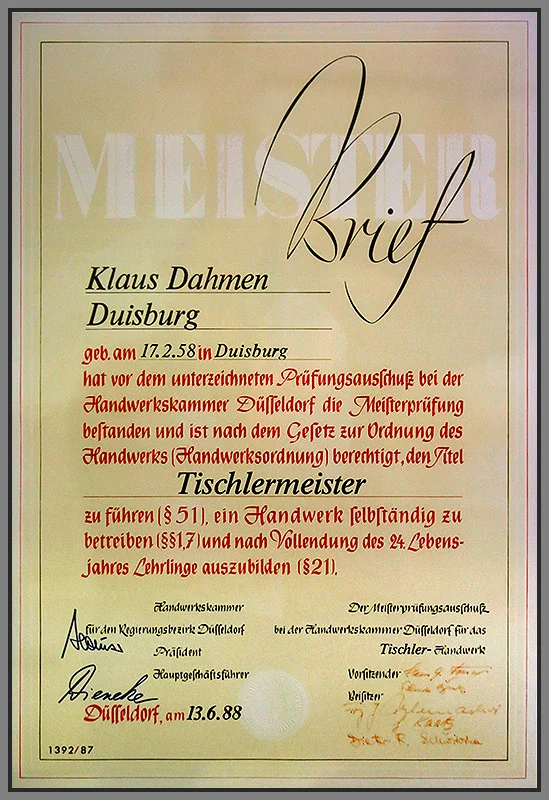 MEISTER
Brief
Klaus Dahmen
Duisburg
geb. am 17.2.58 in Duisburg
hat vor dem unterzeichneten Prüfungsausschuß bei der
Handwerkskammer Düsseldorf die Meisterprüfung
bestanden und ist nach dem Gesetz zur Ordnung des
Handwerks (Handwerksordnung) berechtigt, den Titel
Tischlermeister
zu führen (§ 51), ein Handwerk selbständig zu
betreiben (§§1,7) und nach Vollendung des 24. Lebens-
jahres Lehrlinge auszubilden (§21).
Handwerkskammer
für den Regierungsbezirk Düsseldorf
Präsident
Hauptgeschäftsführer
Düsseldorf, am 13.6.88
Der Meisterprüfungsausschuß
bei der Handwerkskammer Düsseldorf für das
Tischler-Handwerk
Vorsitzender
Beisitzer
Dieter R.
1392/87